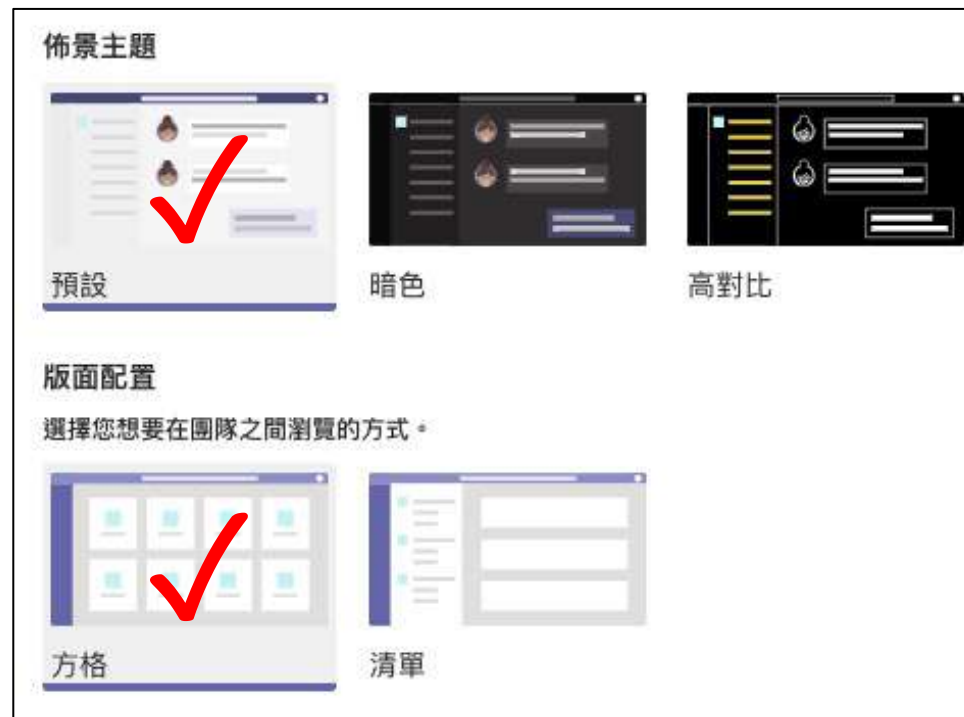 佈景主題
預設
暗色
高對比
版面配置
選擇您想要在團隊之間瀏覽的方式。
方格
清單